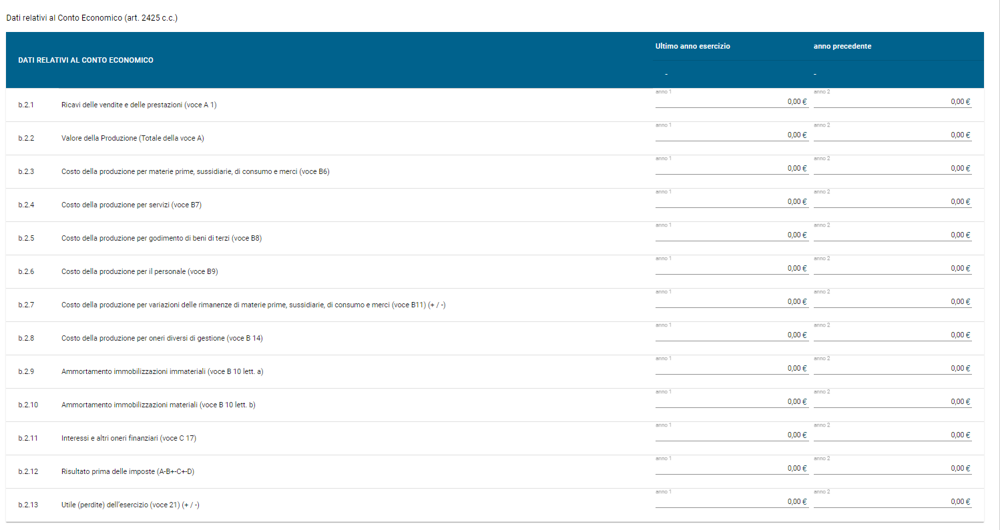 Dati relativi al Conto Economico (art. 2425 c.c.)
DATI RELATIVI AL CONTO ECONOMICO Ultimo anno esercizio anno precedente
- -
b.2.1 Ricavi delle vendite e delle prestazioni (voce A 1) anno 1 0,00 € anno 2 0,00 €
b.2.2 Valore della Produzione (Totale della voce A) anno 1 0,00 € anno 2 0,00 €
b.2.3 Costo della produzione per materie prime, sussidiarie, di consumo e merci (voce B6) anno 1 0,00 € anno 2 0,00 €
b.2.4 Costo della produzione per servizi (voce B7) anno 1 0,00 € anno 2 0,00 €
b.2.5 Costo della produzione per godimento di beni di terzi (voce B8) anno 1 0,00 € anno 2 0,00 €
b.2.6 Costo della produzione per il personale (voce B9) anno 1 0,00 € anno 2 0,00 €
b.2.7 Costo della produzione per variazioni delle rimanenze di materie prime, sussidiarie, di consumo e merci (voce B11) (+ / -) anno 1 0,00 € anno 2 0,00 €
b.2.8 Costo della produzione per oneri diversi di gestione (voce B 14) anno 1 0,00 € anno 2 0,00 €
b.2.9 Ammortamento immobilizzazioni immateriali (voce B 10 lett. a) anno 1 0,00 € anno 2 0,00 €
b.2.10 Ammortamento immobilizzazioni materiali (voce B 10 lett. b) anno 1 0,00 € anno 2 0,00 €
b.2.11 Interessi e altri oneri finanziari (voce C 17) anno 1 0,00 € anno 2 0,00 €
b.2.12 Risultato prima delle imposte (A-B+-C+-D) anno 1 0,00 € anno 2 0,00 €
b.2.13 Utile (perdite) dell'esercizio (voce 21) (+ / -) anno 1 0,00 € anno 2 0,00 €